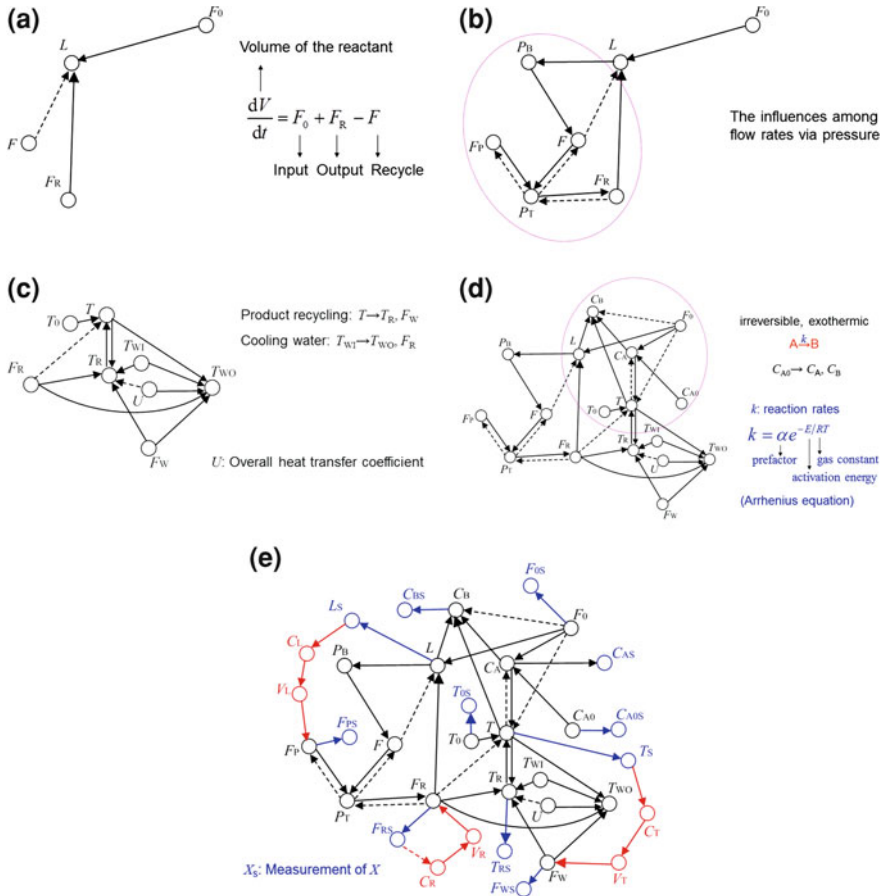 (a)
F0
L
Volume of the reactant
dV/dt = F0 + FR − F
F
Input Output Recycle
FR
(b)
F0
PB
L
The influences among
flow rates via pressure
FP
F
FR
PT
(c)
T
T0
Product recycling: T→TR, FW
TWI
Cooling water: TWI→TWO, FR
TR
FR
TWO
U
FW
U: Overall heat transfer coefficient
(d)
CB
F0
irreversible, exothermic
L
k
A→B
PB
CA
CA0→ CA, CB
CA0
T
T0
FP
F
k: reaction rates
TWI
FR
TR
k = αe^−E/RT
TWO
PT
U
prefactor
gas constant
activation energy
FW
(Arrhenius equation)
(e)
F0S
CBS
CB
LS
F0
CL
L
PB
CA
CAS
VL
T0S
CA0
CA0S
FPS
T
FP
F
T0
TS
TWI
TR
FR
TWO
PT
U
CT
FRS
VR
TRS
FW
VT
XS: Measurement of X
CR
FWS